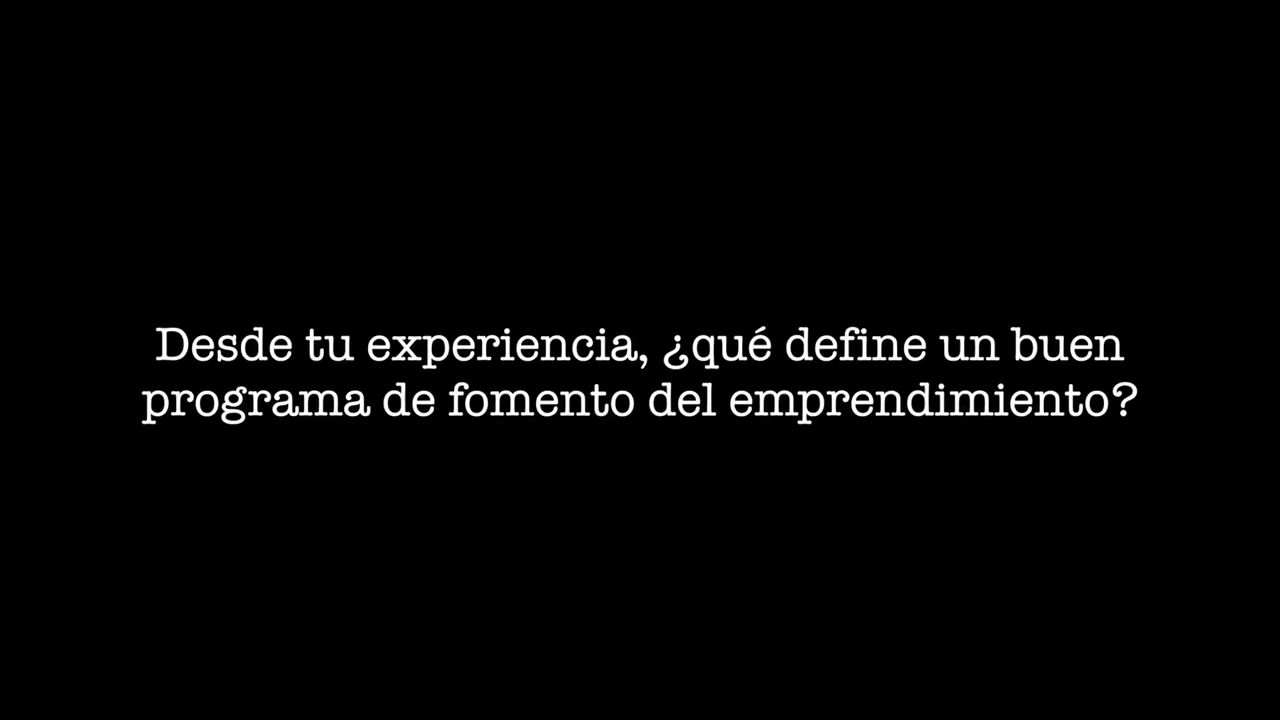 Desde tu experiencia, ¿qué define un buen
programa de fomento del emprendimiento?